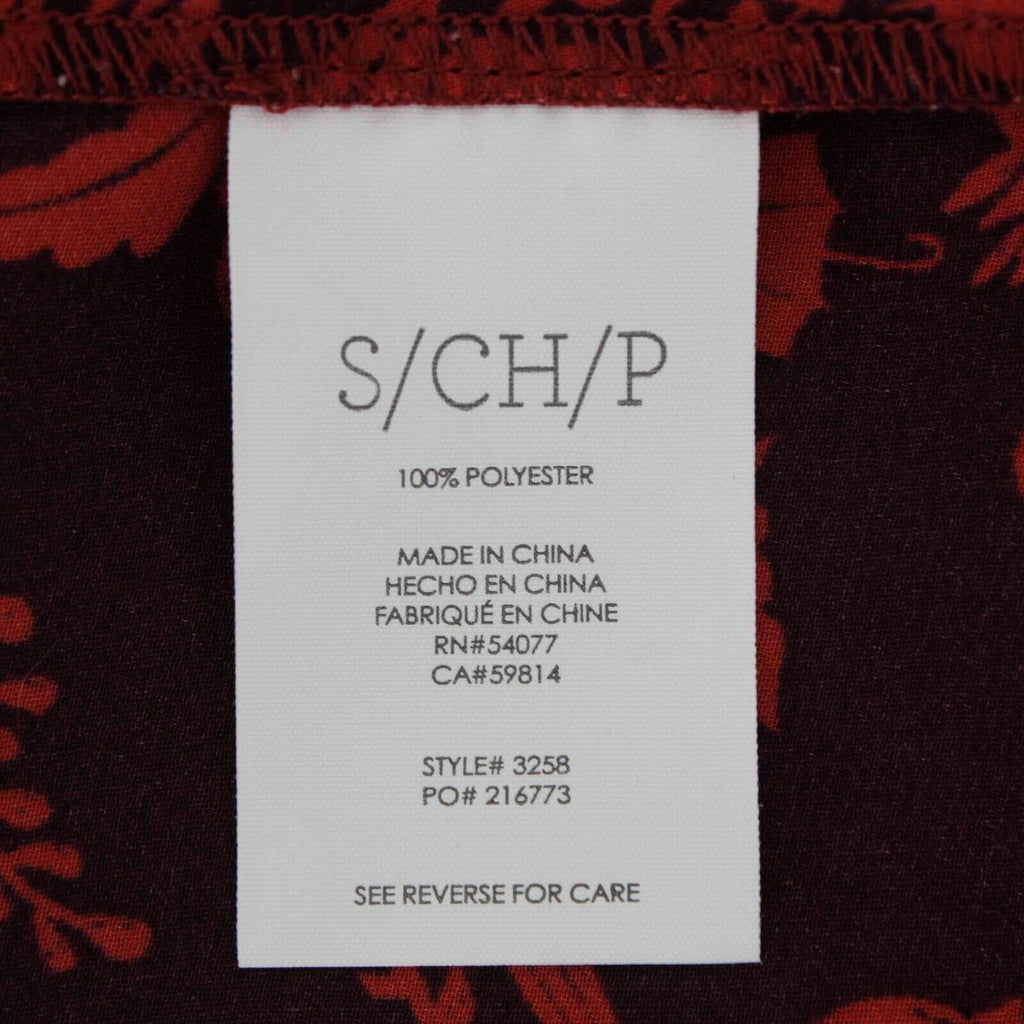 S/CH/P
100% POLYESTER
MADE IN CHINA
HECHO EN CHINA
FABRIQUÉ EN CHINE
RN#54077
CA#59814
STYLE# 3258
PO# 216773
SEE REVERSE FOR CARE